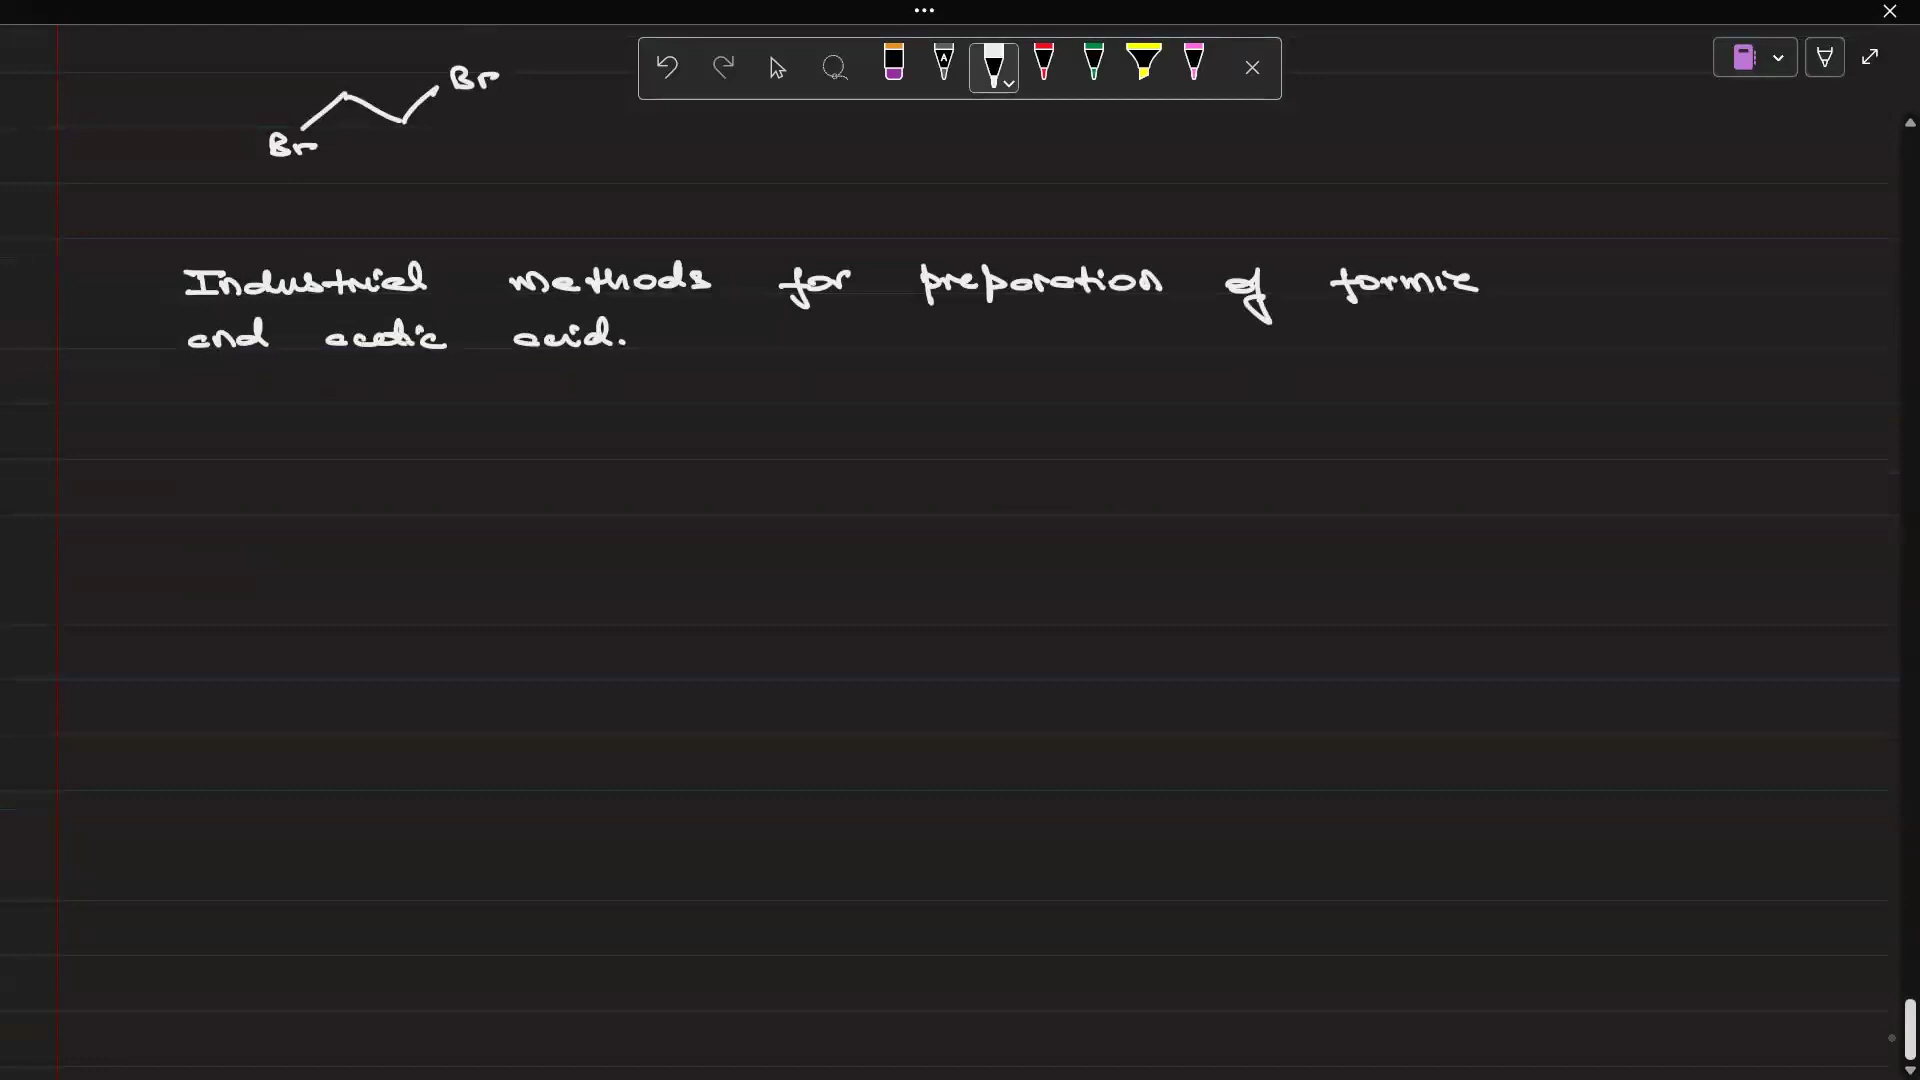 Br
Br
Industrial methods for preparation of formic
and acetic acid.